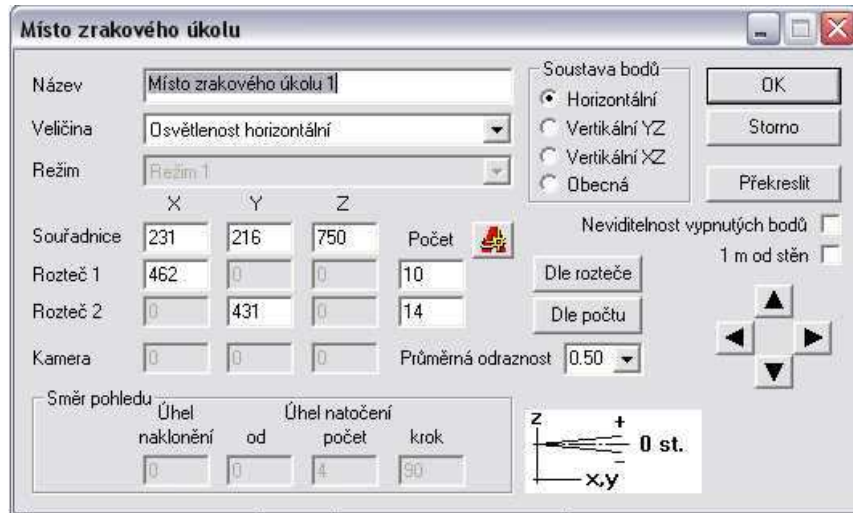 Místo zrakového úkolu
Název Místo zrakového úkolu 1
Veličina Osvětlenost horizontální
Režim Režim 1
Soustava bodů
Horizontální
Vertikální YZ
Vertikální XZ
Obecná
OK
Storno
Překreslit
Neviditelnost vypnutých bodů
1 m od stěn
X Y Z
Souřadnice 231 216 750 Počet
Rozteč 1 462 0 0 10 Dle rozteče
Rozteč 2 0 431 0 14 Dle počtu
Kamera 0 0 0 Průměrná odraznost 0.50
Směr pohledu
Úhel naklonění
Úhel natočení
od počet krok
0 0 4 90
z + 0 st.
−
x,y